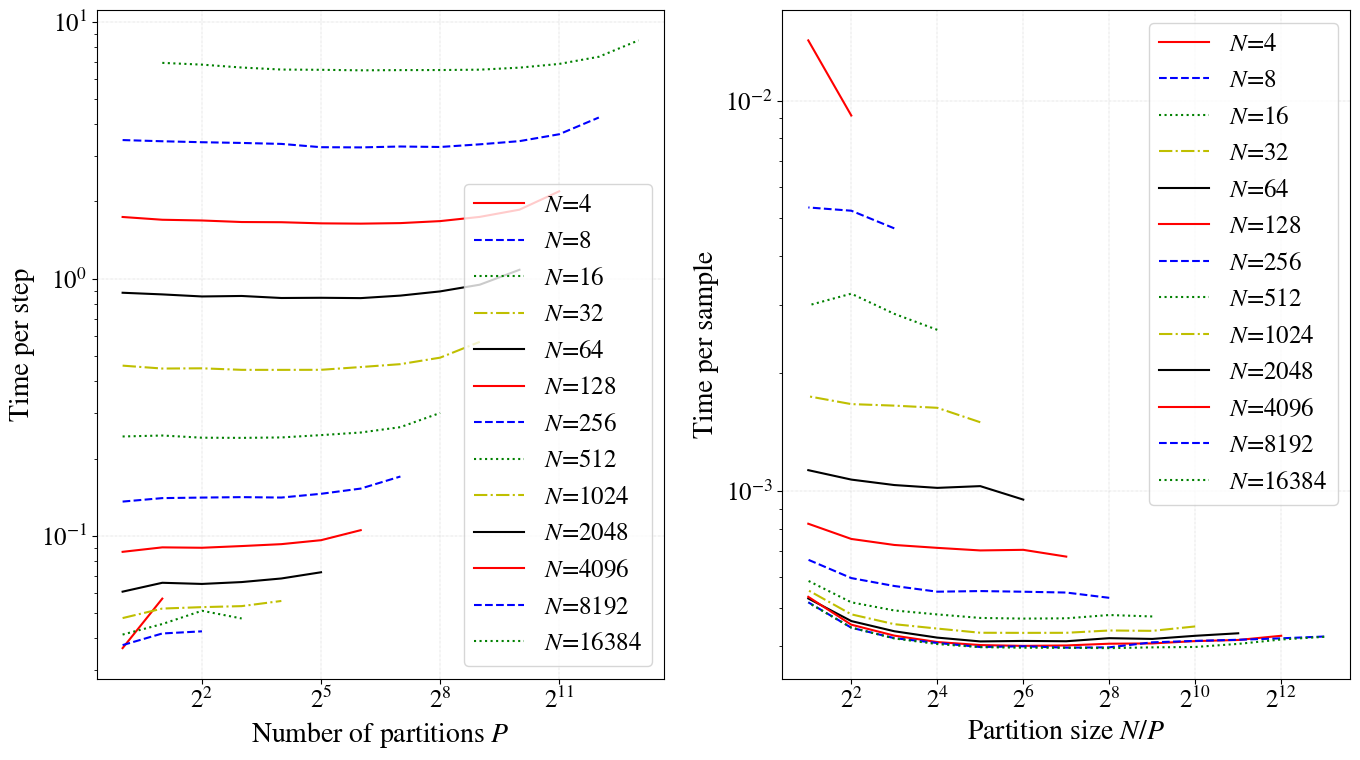 10^1
10^0
10^-1
Time per step
2^2
2^5
2^8
2^11
Number of partitions P
N=4
N=8
N=16
N=32
N=64
N=128
N=256
N=512
N=1024
N=2048
N=4096
N=8192
N=16384
10^-2
10^-3
Time per sample
2^2
2^4
2^6
2^8
2^10
2^12
Partition size N/P
N=4
N=8
N=16
N=32
N=64
N=128
N=256
N=512
N=1024
N=2048
N=4096
N=8192
N=16384